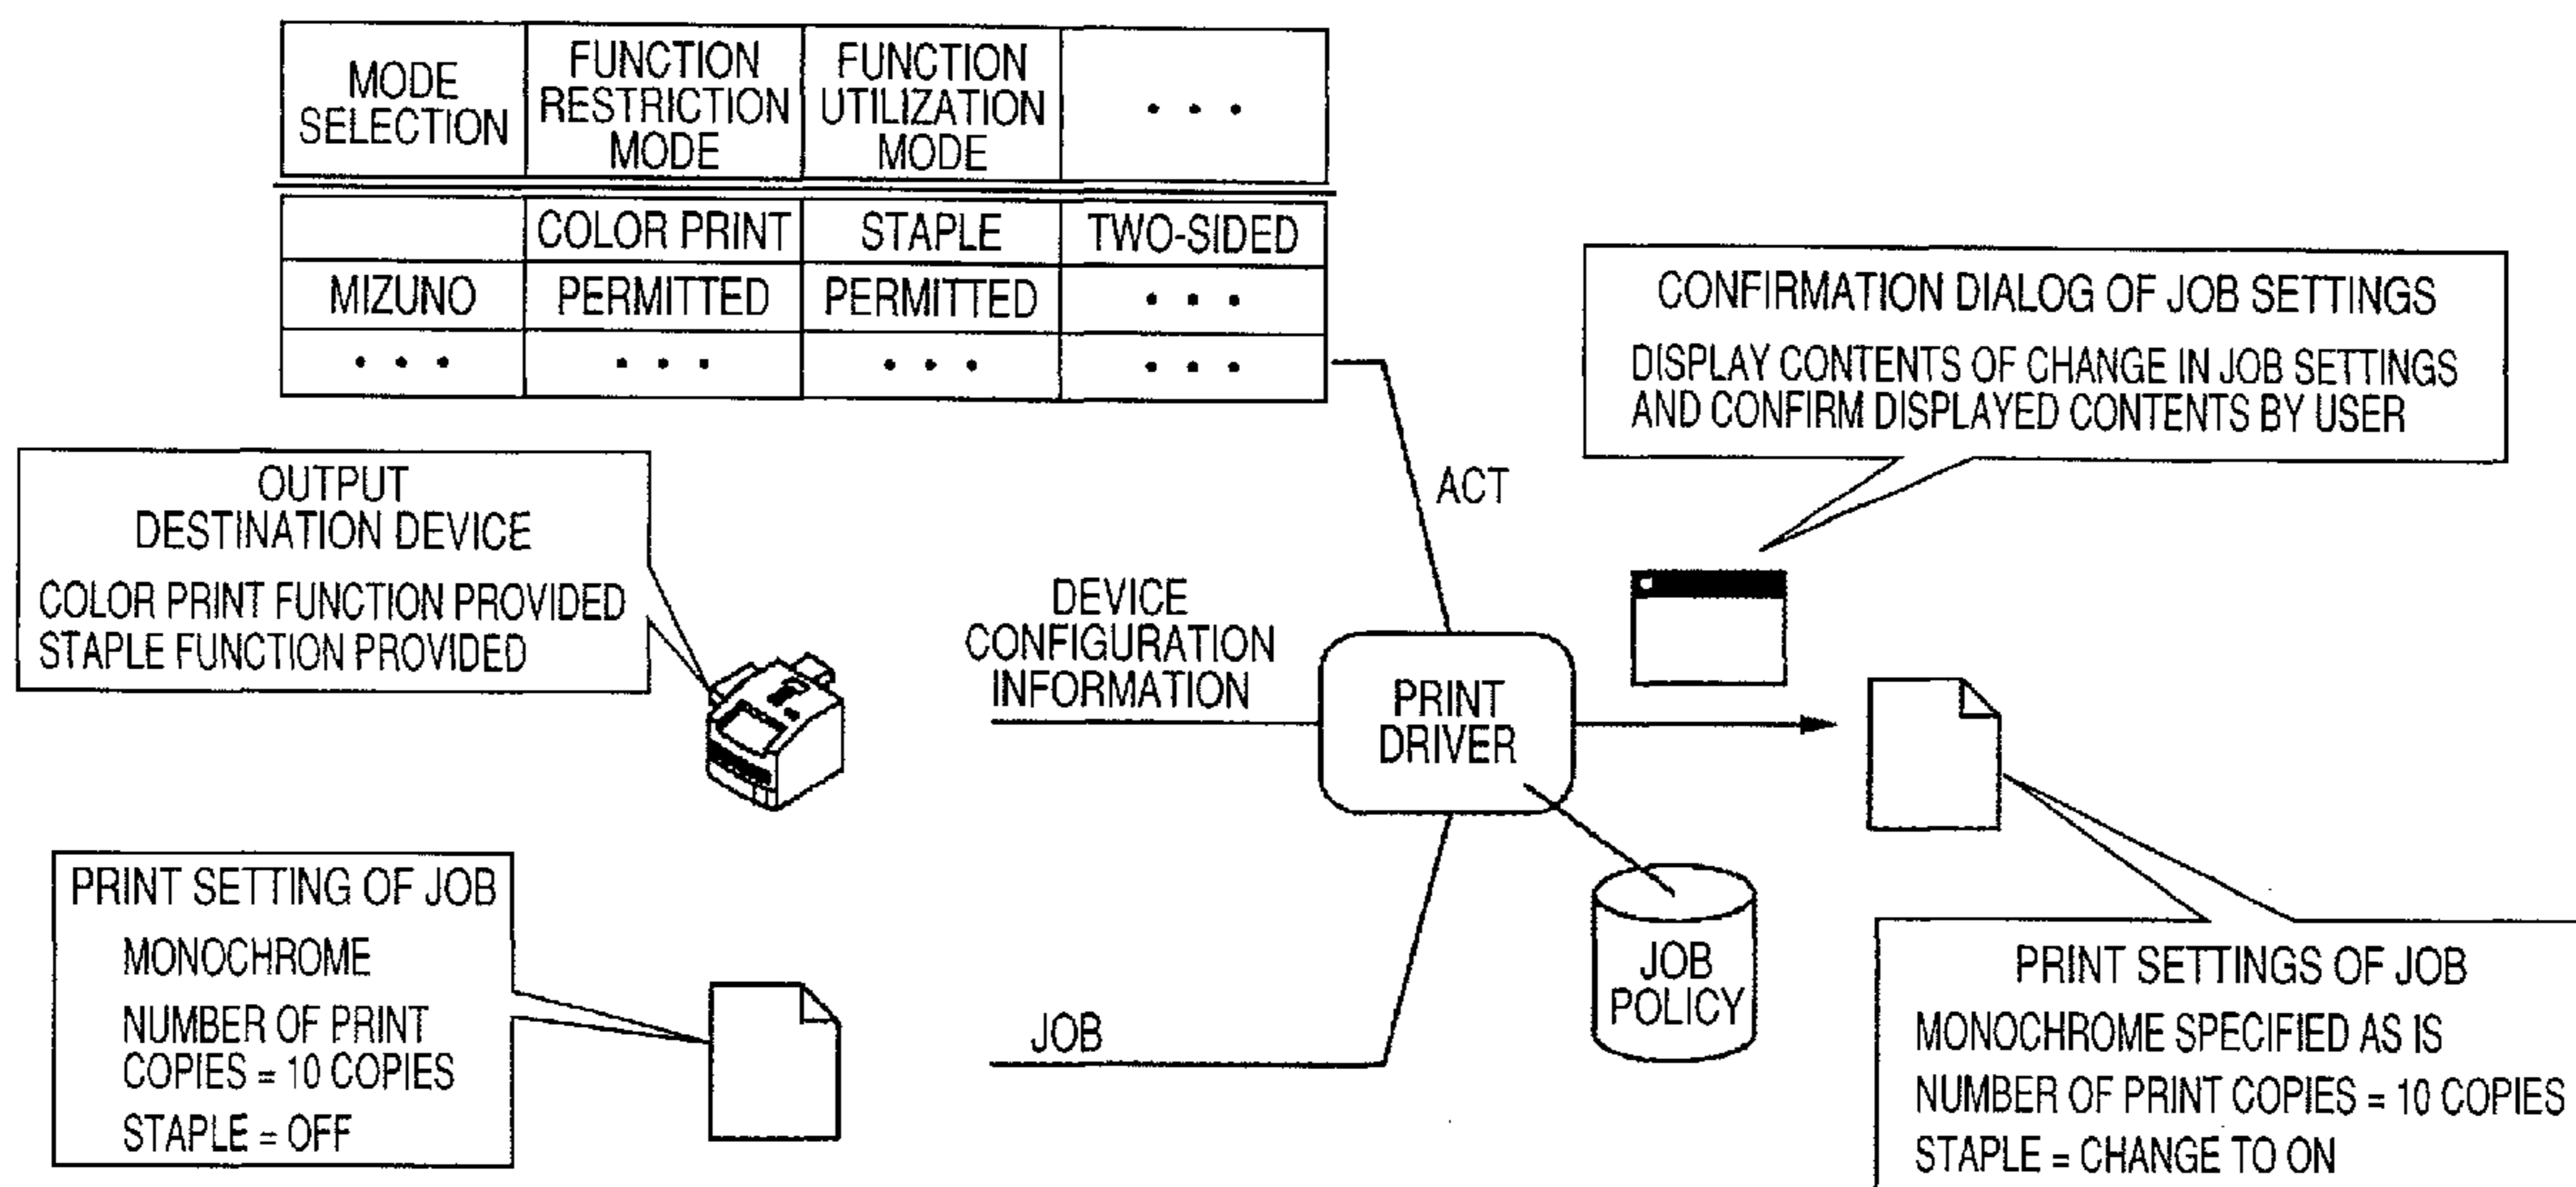 MODE
SELECTION
FUNCTION
RESTRICTION
MODE
FUNCTION
UTILIZATION
MODE
• • •
COLOR PRINT
STAPLE
TWO-SIDED
MIZUNO
PERMITTED
PERMITTED
• • •
• • •
• • •
• • •
• • •
CONFIRMATION DIALOG OF JOB SETTINGS
DISPLAY CONTENTS OF CHANGE IN JOB SETTINGS
AND CONFIRM DISPLAYED CONTENTS BY USER
ACT
OUTPUT
DESTINATION DEVICE
COLOR PRINT FUNCTION PROVIDED
STAPLE FUNCTION PROVIDED
DEVICE
CONFIGURATION
INFORMATION
PRINT
DRIVER
JOB
POLICY
PRINT SETTING OF JOB
MONOCHROME
NUMBER OF PRINT
COPIES = 10 COPIES
STAPLE = OFF
JOB
PRINT SETTINGS OF JOB
MONOCHROME SPECIFIED AS IS
NUMBER OF PRINT COPIES = 10 COPIES
STAPLE = CHANGE TO ON